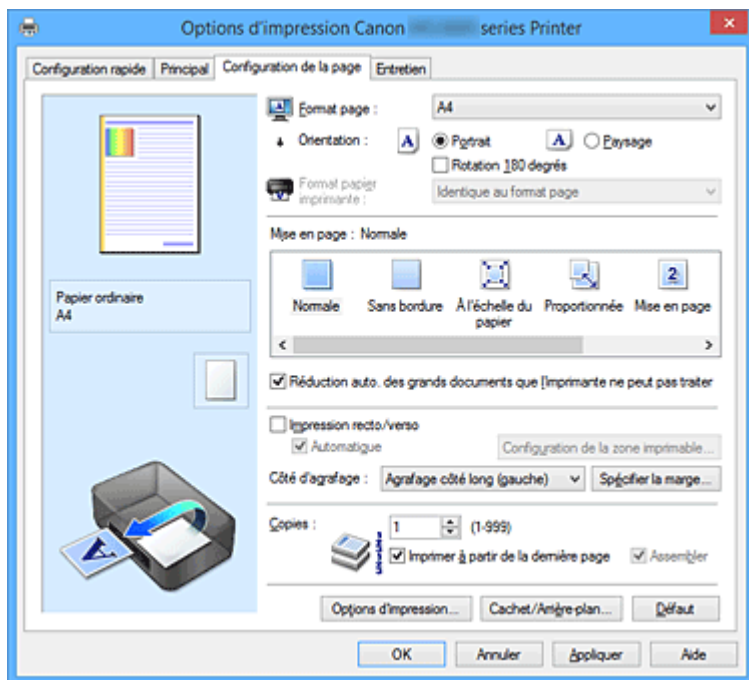 Options d'impression Canon series Printer
Configuration rapide Principal Configuration de la page Entretien
Format page : A4
Orientation : A Portrait A Paysage
Rotation 180 degrés
Format papier
imprimante : Identique au format page
Mise en page : Normale
2
Normale Sans bordure À l'échelle du
papier Proportionnée Mise en page
Papier ordinaire
A4
Réduction auto. des grands documents que l'imprimante ne peut pas traiter
Impression recto/verso
Automatique Configuration de la zone imprimable...
Côté d'agrafage : Agrafage côté long (gauche) Spécifier la marge...
Copies : 1 (1-999)
Imprimer à partir de la dernière page Assembler
A
Options d'impression... Cachet/Arrière-plan... Défaut
OK Annuler Appliquer Aide